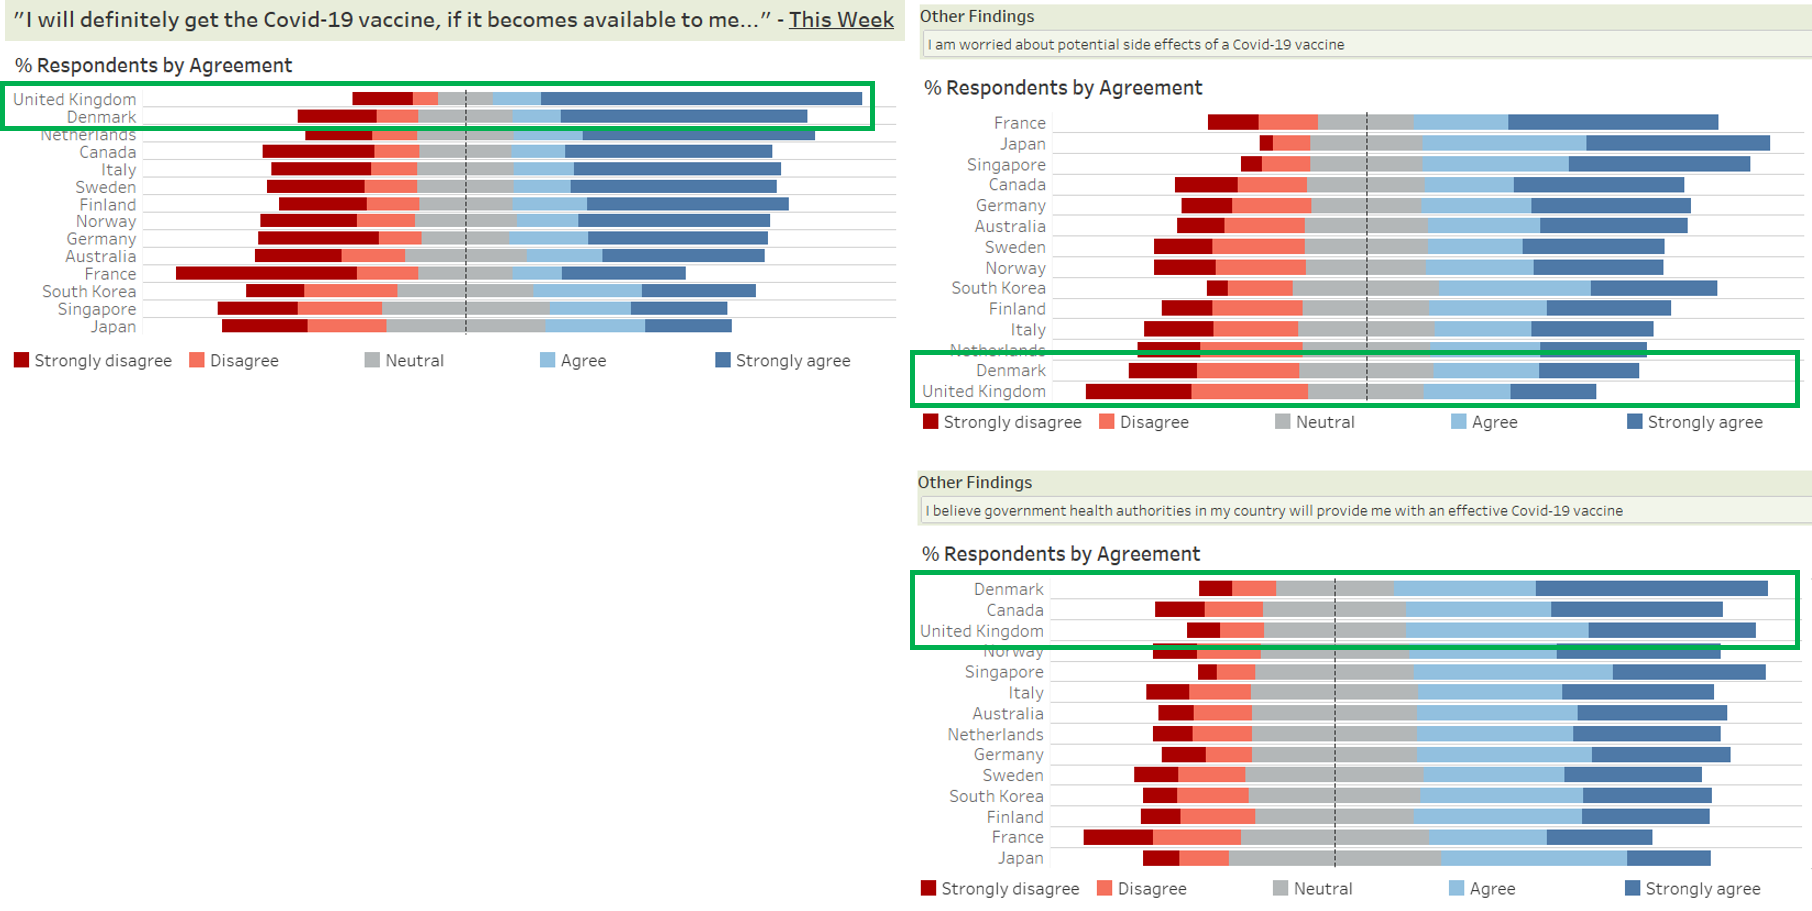 ”I will definitely get the Covid-19 vaccine, if it becomes available to me...” - This Week
% Respondents by Agreement
United Kingdom
Denmark
Netherlands
Canada
Italy
Sweden
Finland
Norway
Germany
Australia
France
South Korea
Singapore
Japan
Strongly disagree Disagree Neutral Agree Strongly agree
Other Findings
I am worried about potential side effects of a Covid-19 vaccine
% Respondents by Agreement
France
Japan
Singapore
Canada
Germany
Australia
Sweden
Norway
South Korea
Finland
Italy
Netherlands
Denmark
United Kingdom
Strongly disagree Disagree Neutral Agree Strongly agree
Other Findings
I believe government health authorities in my country will provide me with an effective Covid-19 vaccine
% Respondents by Agreement
Denmark
Canada
United Kingdom
Norway
Singapore
Italy
Australia
Netherlands
Germany
Sweden
South Korea
Finland
France
Japan
Strongly disagree Disagree Neutral Agree Strongly agree